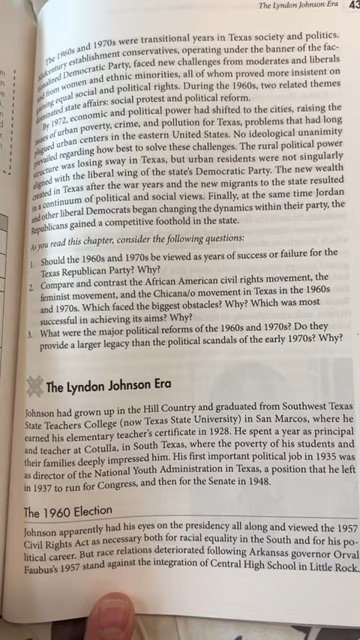 The Lyndon Johnson Era 43
The 1960s and 1970s were transitional years in Texas society and politics.
Midcentury establishment conservatives, operating under the banner of the fac-
tionalized Democratic Party, faced new challenges from moderates and liberals
and from women and ethnic minorities, all of whom proved more insistent on
gaining equal social and political rights. During the 1960s, two related themes
dominated state affairs: social protest and political reform.
By 1972, economic and political power had shifted to the cities, raising the
issues of urban poverty, crime, and pollution for Texas, problems that had long
plagued urban centers in the eastern United States. No ideological unanimity
prevailed regarding how best to solve these challenges. The rural political power
structure was losing sway in Texas, but urban residents were not singularly
aligned with the liberal wing of the state's Democratic Party. The new wealth
created in Texas after the war years and the new migrants to the state resulted
in a continuum of political and social views. Finally, at the same time Jordan
and other liberal Democrats began changing the dynamics within their party, the
Republicans gained a competitive foothold in the state.
As you read this chapter, consider the following questions:
1. Should the 1960s and 1970s be viewed as years of success or failure for the
Texas Republican Party? Why?
2. Compare and contrast the African American civil rights movement, the
feminist movement, and the Chicana/o movement in Texas in the 1960s
and 1970s. Which faced the biggest obstacles? Why? Which was most
successful in achieving its aims? Why?
3. What were the major political reforms of the 1960s and 1970s? Do they
provide a larger legacy than the political scandals of the early 1970s? Why?
The Lyndon Johnson Era
Johnson had grown up in the Hill Country and graduated from Southwest Texas
State Teachers College (now Texas State University) in San Marcos, where he
earned his elementary teacher's certificate in 1928. He spent a year as principal
and teacher at Cotulla, in South Texas, where the poverty of his students and
their families deeply impressed him. His first important political job in 1935 was
as director of the National Youth Administration in Texas, a position that he left
in 1937 to run for Congress, and then for the Senate in 1948.
The 1960 Election
Johnson apparently had his eyes on the presidency all along and viewed the 1957
Civil Rights Act as necessary both for racial equality in the South and for his po-
litical career. But race relations deteriorated following Arkansas governor Orval
Faubus's 1957 stand against the integration of Central High School in Little Rock.